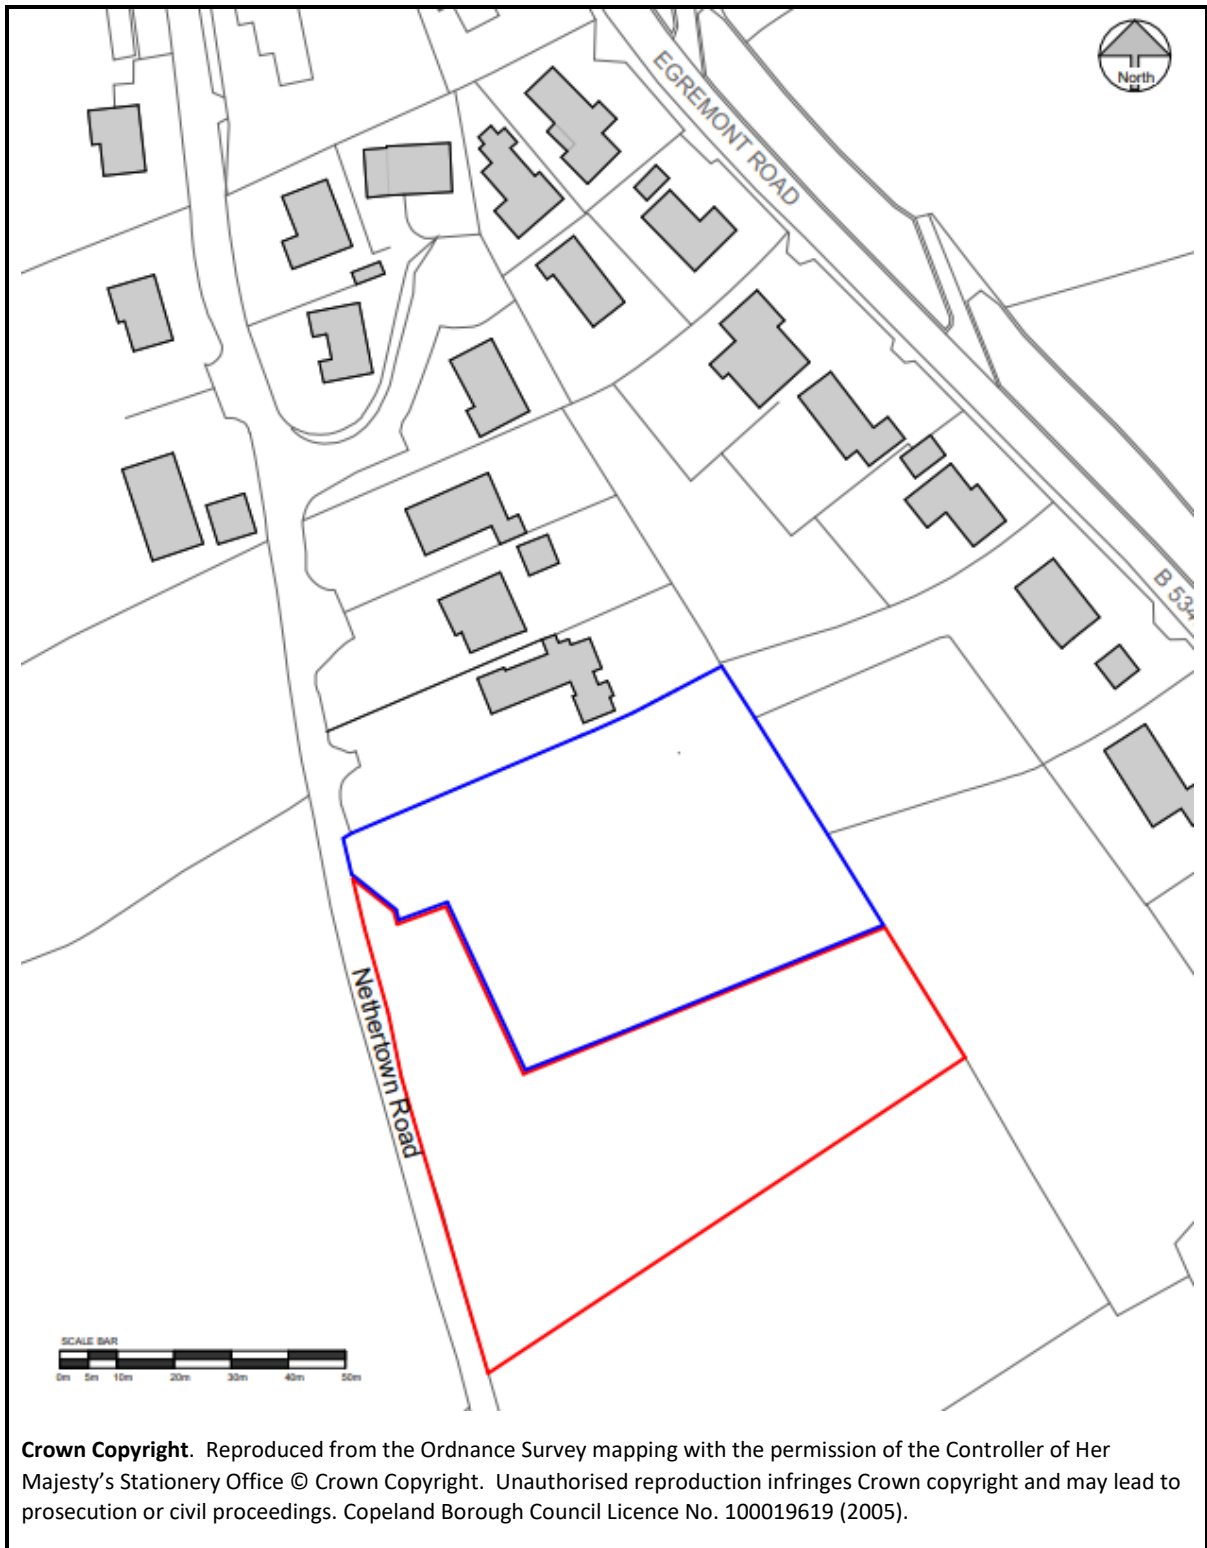 North
EGREMONT ROAD
B 534
Nethertown Road
SCALE BAR
0m 5m 10m 20m 30m 40m 50m
Crown Copyright. Reproduced from the Ordnance Survey mapping with the permission of the Controller of Her
Majesty’s Stationery Office © Crown Copyright. Unauthorised reproduction infringes Crown copyright and may lead to
prosecution or civil proceedings. Copeland Borough Council Licence No. 100019619 (2005).